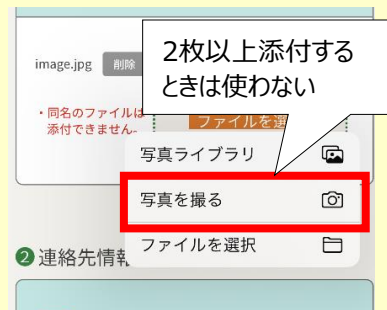 2枚以上添付する
ときは使わない
image.jpg 削除
・同名のファイルは
添付できません。
ファイルを選
写真ライブラリ
写真を撮る
ファイルを選択
2 連絡先情報